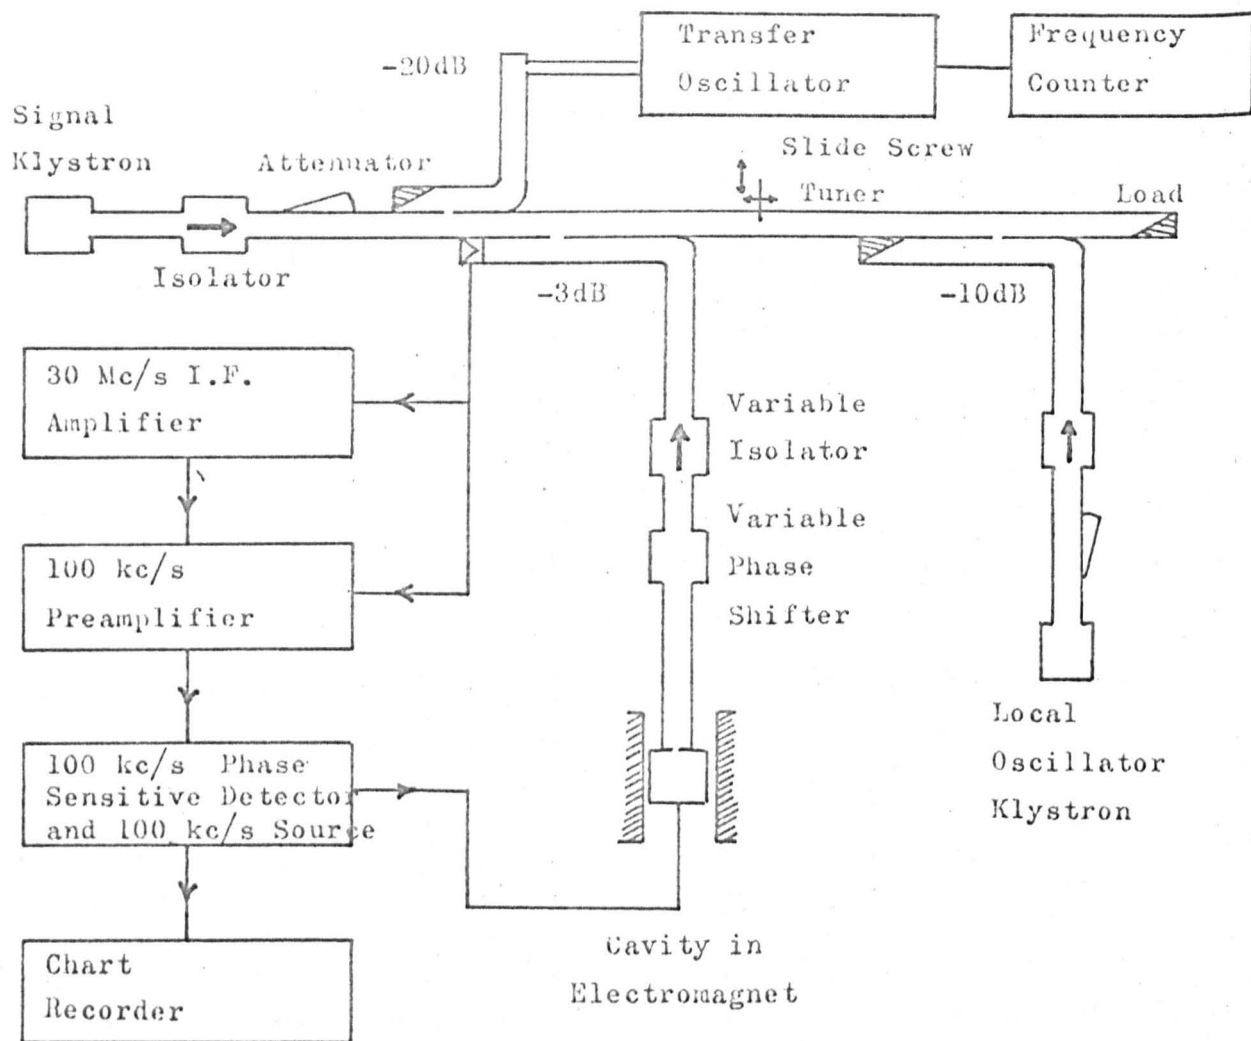 Transfer
Oscillator
Frequency
Counter
-20dB
Signal
Klystron
Attenuator
Slide Screw
Tuner
Load
Isolator
-3dB
-10dB
30 Mc/s I.F.
Amplifier
Variable
Isolator
Variable
Phase
Shifter
100 kc/s
Preamplifier
Local
Oscillator
Klystron
100 kc/s Phase
Sensitive Detector
and 100 kc/s Source
Cavity in
Electromagnet
Chart
Recorder